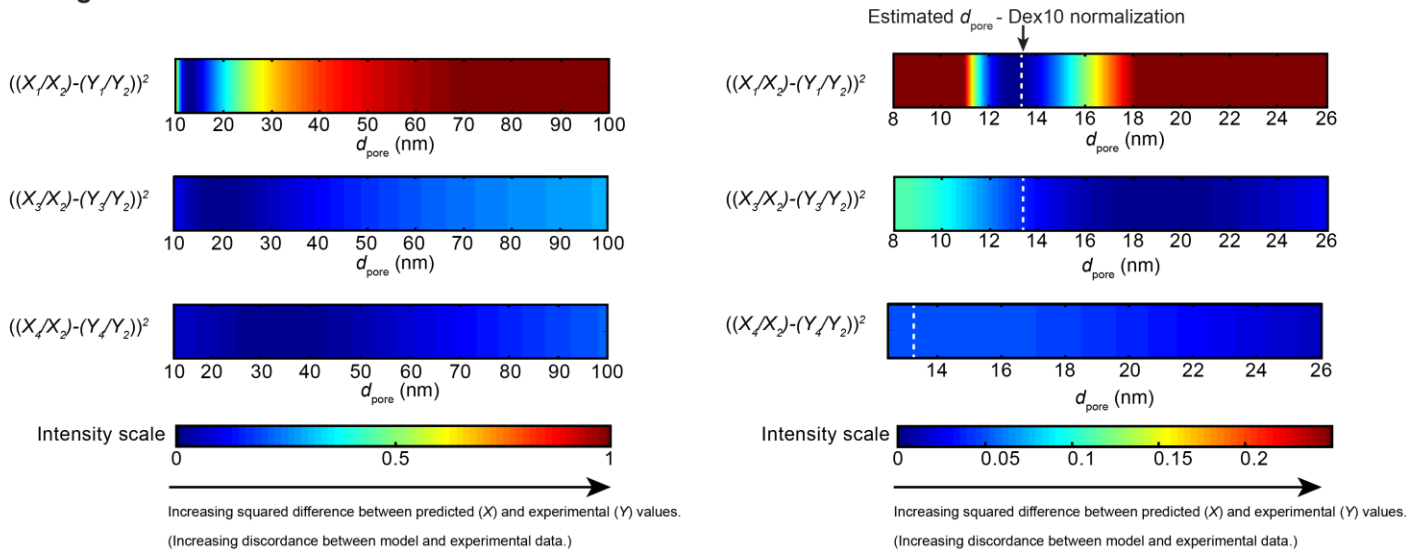 Estimated dpore - Dex10 normalization
((X1/X2)-(Y1/Y2))²
10 20 30 40 50 60 70 80 90 100
dpore (nm)
((X3/X2)-(Y3/Y2))²
10 20 30 40 50 60 70 80 90 100
dpore (nm)
((X4/X2)-(Y4/Y2))²
10 20 30 40 50 60 70 80 90 100
dpore (nm)
Intensity scale
0 0.5 1
Increasing squared difference between predicted (X) and experimental (Y) values.
(Increasing discordance between model and experimental data.)
((X1/X2)-(Y1/Y2))²
8 10 12 14 16 18 20 22 24 26
dpore (nm)
((X3/X2)-(Y3/Y2))²
8 10 12 14 16 18 20 22 24 26
dpore (nm)
((X4/X2)-(Y4/Y2))²
14 16 18 20 22 24 26
dpore (nm)
Intensity scale
0 0.05 0.1 0.15 0.2
Increasing squared difference between predicted (X) and experimental (Y) values.
(Increasing discordance between model and experimental data.)